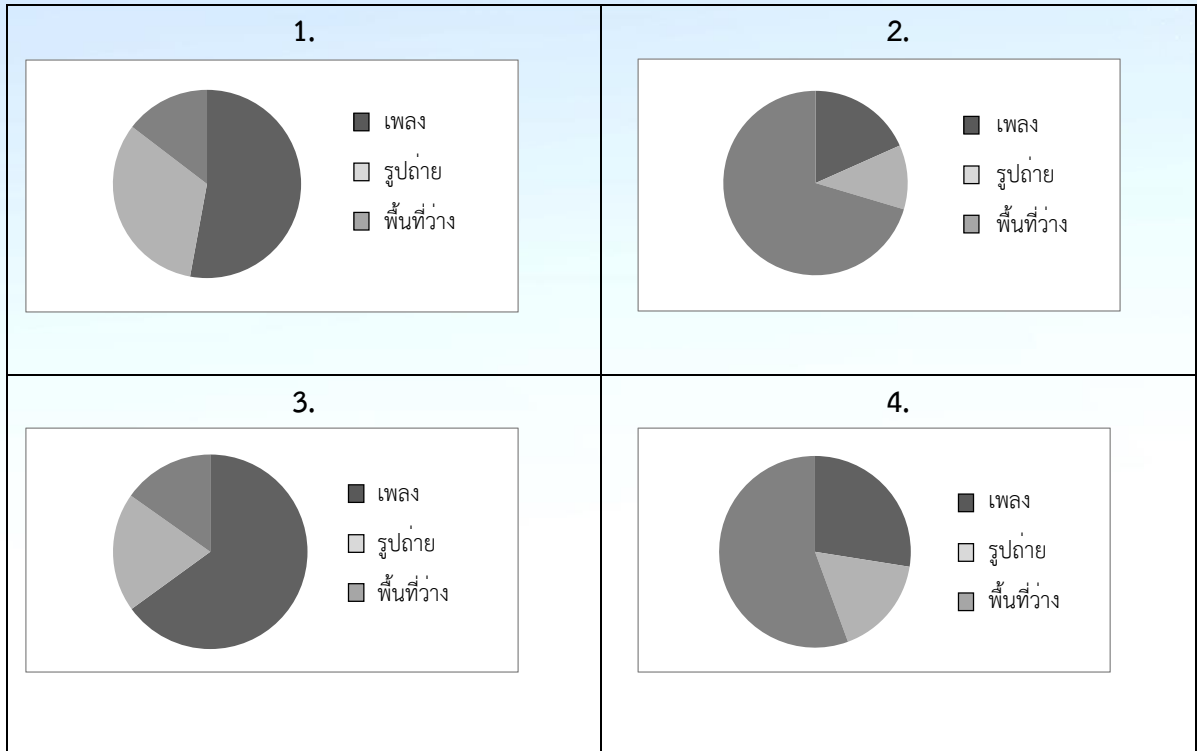 1.
เพลง
รูปถ่าย
พื้นที่ว่าง
2.
เพลง
รูปถ่าย
พื้นที่ว่าง
3.
เพลง
รูปถ่าย
พื้นที่ว่าง
4.
เพลง
รูปถ่าย
พื้นที่ว่าง